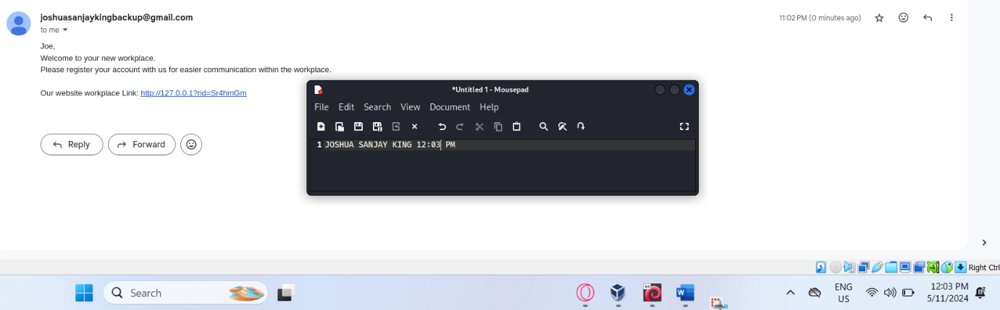 joshuasanjaykingbackup@gmail.com
11:02 PM (0 minutes ago)
to me
Joe,
Welcome to your new workplace.
Please register your account with us for easier communication within the workplace.
Our website workplace Link: http://127.0.0.1?rid=Sr4hmGm
Reply
Forward
*Untitled 1 - Mousepad
File Edit Search View Document Help
1 JOSHUA SANJAY KING 12:03 PM
Right Ctrl
Search
64
ENG
US
12:03 PM
5/11/2024